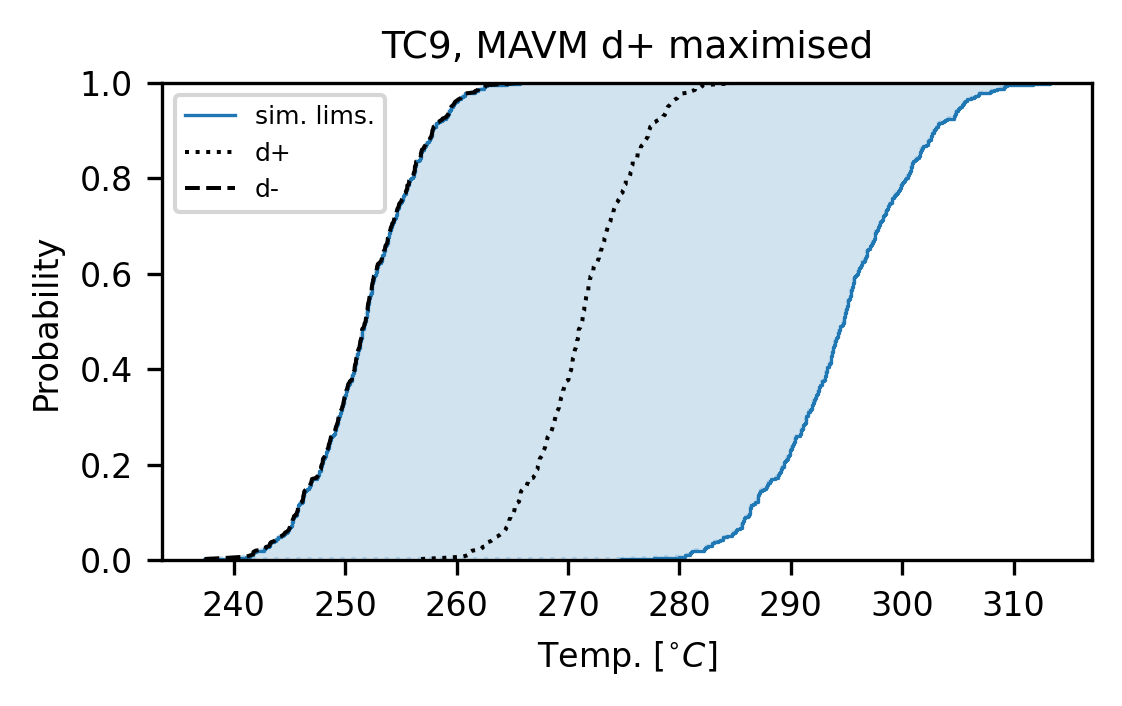 TC9, MAVM d+ maximised
1.0
0.8
0.6
0.4
0.2
0.0
Probability
sim. lims.
d+
d-
240 250 260 270 280 290 300 310
Temp. [°C]